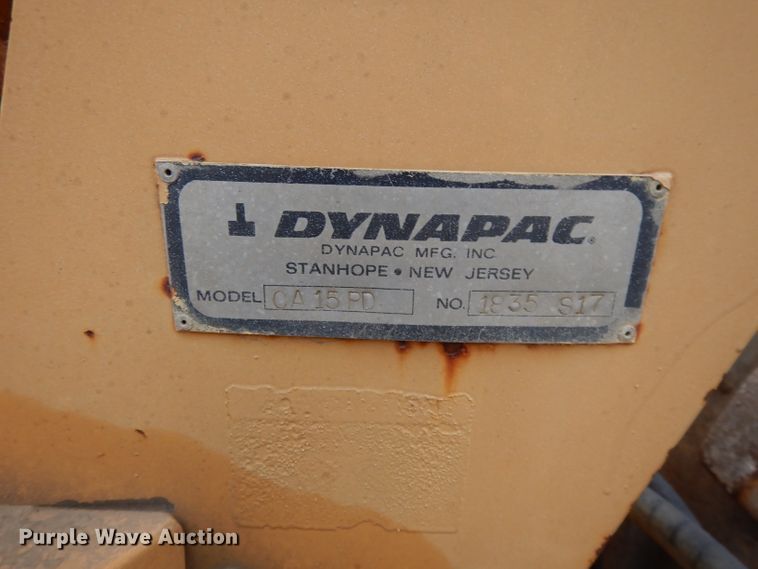 DYNAPAC
DYNAPAC MFG. INC
STANHOPE • NEW JERSEY
MODEL CA 15 PD NO. 1835 S17
Purple Wave Auction